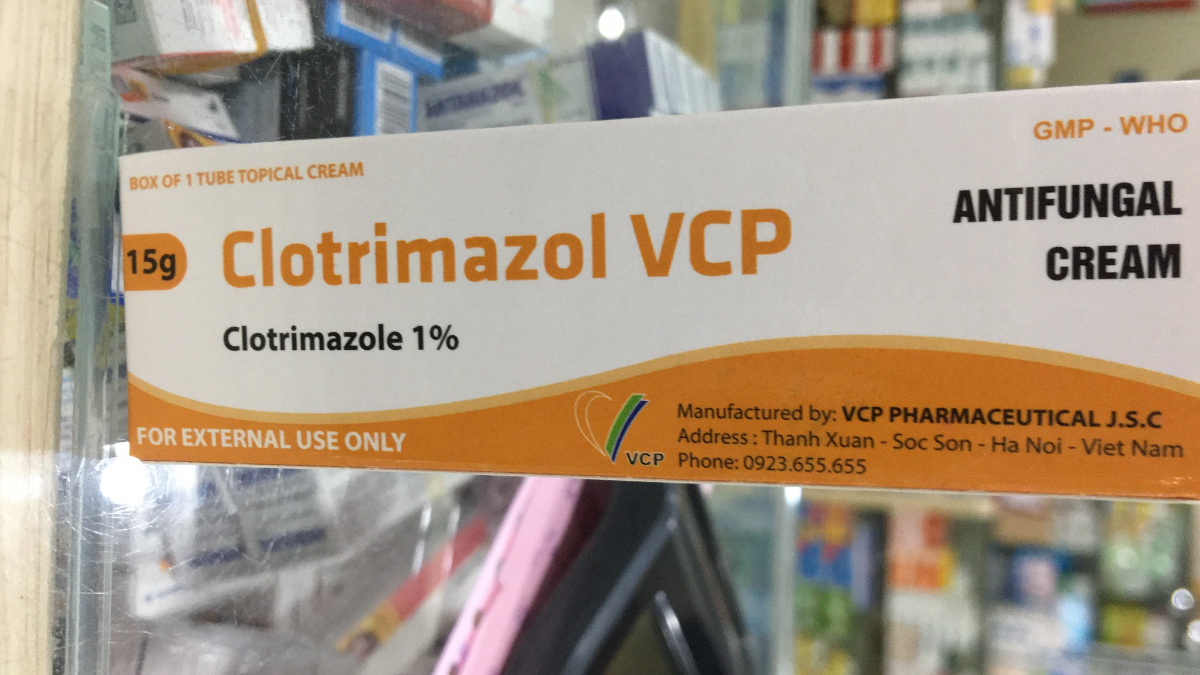 GMP - WHO
BOX OF 1 TUBE TOPICAL CREAM
ANTIFUNGAL
CREAM
15g
Clotrimazol VCP
Clotrimazole 1%
FOR EXTERNAL USE ONLY
VCP
Manufactured by: VCP PHARMACEUTICAL J.S.C
Address : Thanh Xuan - Soc Son - Ha Noi - Viet Nam
Phone: 0923.655.655